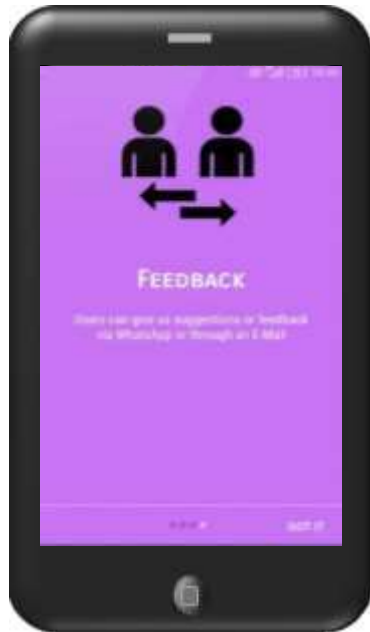 FEEDBACK
Users can give us suggestions or feedback
via WhatsApp or through an E-Mail
GOT IT